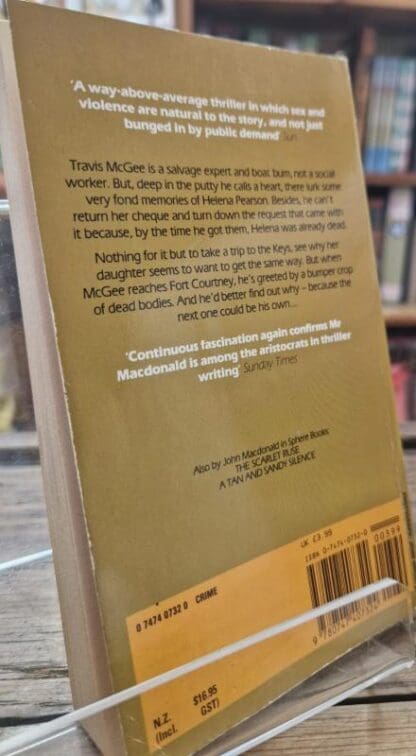 'A way-above-average thriller in which sex and
violence are natural to the story, and not just
bunged in by public demand' Sun
Travis McGee is a salvage expert and boat bum, not a social
worker. But, deep in the putty he calls a heart, there lurk some
very fond memories of Helena Pearson. Besides, he can't
return her cheque and turn down the request that came with
it because, by the time he got them, Helena was already dead.
Nothing for it but to take a trip to the Keys, see why her
daughter seems to want to get the same way. But when
McGee reaches Fort Courtney, he's greeted by a bumper crop
of dead bodies. And he'd better find out why – because the
next one could be his own...
'Continuous fascination again confirms Mr
Macdonald is among the aristocrats in thriller
writing' Sunday Times
Also by John Macdonald in Sphere Books:
THE SCARLET RUSE
A TAN AND SANDY SILENCE
UK £3.99
ISBN 0-7474-0732-0
00399
0 7474 0732 0 CRIME
N.Z. $16.95
(Incl. GST)